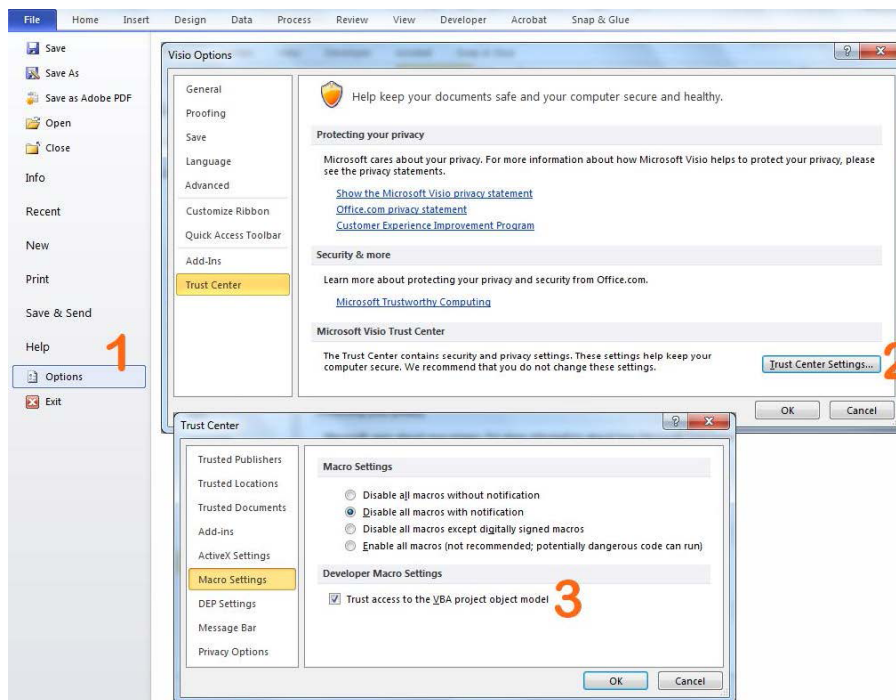 File Home Insert Design Data Process Review View Developer Acrobat Snap & Glue
Save
Save As
Save as Adobe PDF
Open
Close
Info
Recent
New
Print
Save & Send
Help
1
Options
Exit
Visio Options
General
Proofing
Save
Language
Advanced
Customize Ribbon
Quick Access Toolbar
Add-Ins
Trust Center
Help keep your documents safe and your computer secure and healthy.
Protecting your privacy
Microsoft cares about your privacy. For more information about how Microsoft Visio helps to protect your privacy, please
see the privacy statements.
Show the Microsoft Visio privacy statement
Office.com privacy statement
Customer Experience Improvement Program
Security & more
Learn more about protecting your privacy and security from Office.com.
Microsoft Trustworthy Computing
Microsoft Visio Trust Center
The Trust Center contains security and privacy settings. These settings help keep your
computer secure. We recommend that you do not change these settings.
Trust Center Settings...
2
OK Cancel
Trust Center
Trusted Publishers
Trusted Locations
Trusted Documents
Add-ins
ActiveX Settings
Macro Settings
DEP Settings
Message Bar
Privacy Options
Macro Settings
Disable all macros without notification
Disable all macros with notification
Disable all macros except digitally signed macros
Enable all macros (not recommended; potentially dangerous code can run)
Developer Macro Settings
Trust access to the VBA project object model
3
OK Cancel